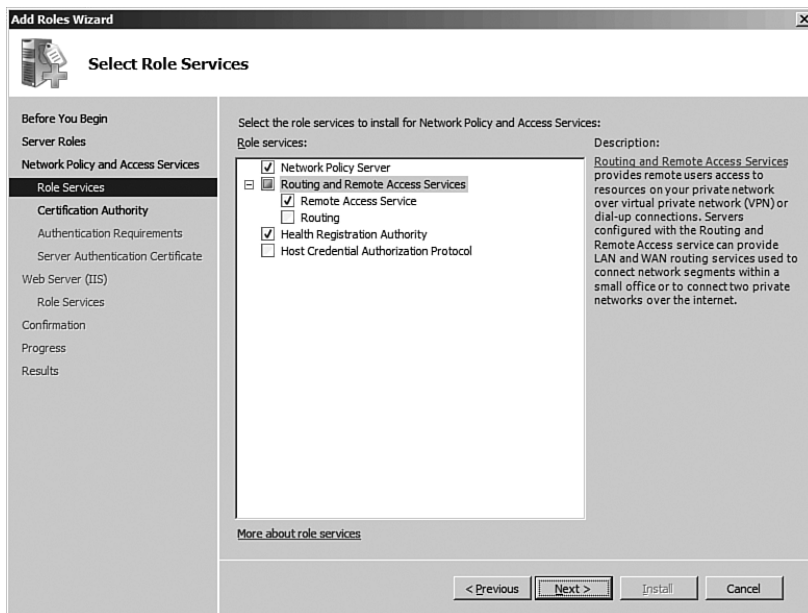 Add Roles Wizard
Select Role Services
Before You Begin
Server Roles
Network Policy and Access Services
Role Services
Certification Authority
Authentication Requirements
Server Authentication Certificate
Web Server (IIS)
Role Services
Confirmation
Progress
Results
Select the role services to install for Network Policy and Access Services:
Role services:
Network Policy Server
Routing and Remote Access Services
Remote Access Service
Routing
Health Registration Authority
Host Credential Authorization Protocol
More about role services
Description:
Routing and Remote Access Services
provides remote users access to
resources on your private network
over virtual private network (VPN) or
dial-up connections. Servers
configured with the Routing and
Remote Access service can provide
LAN and WAN routing services used to
connect network segments within a
small office or to connect two private
networks over the internet.
< Previous
Next >
Install
Cancel